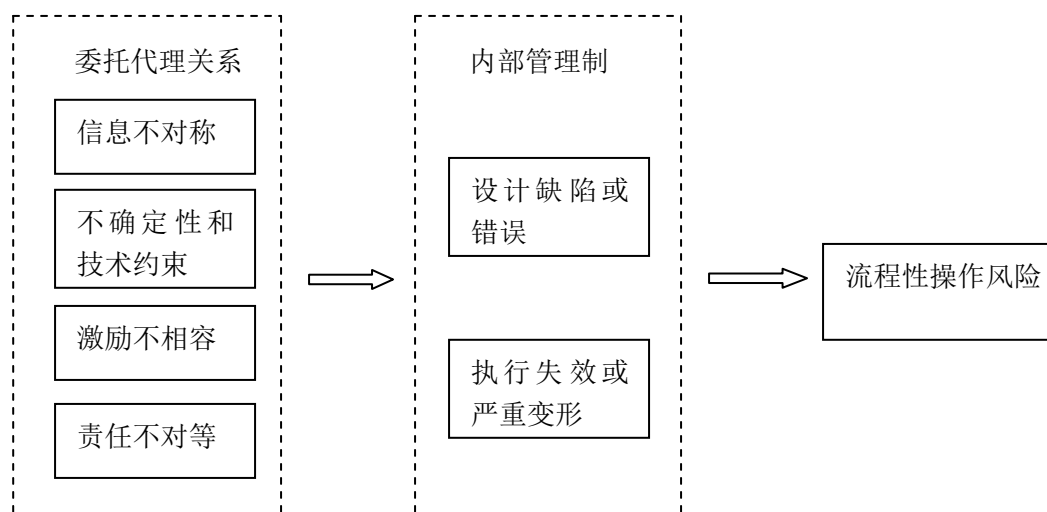 委托代理关系
信息不对称
不确定性和
技术约束
激励不相容
责任不对等
内部管理制
设计缺陷或
错误
执行失效或
严重变形
流程性操作风险